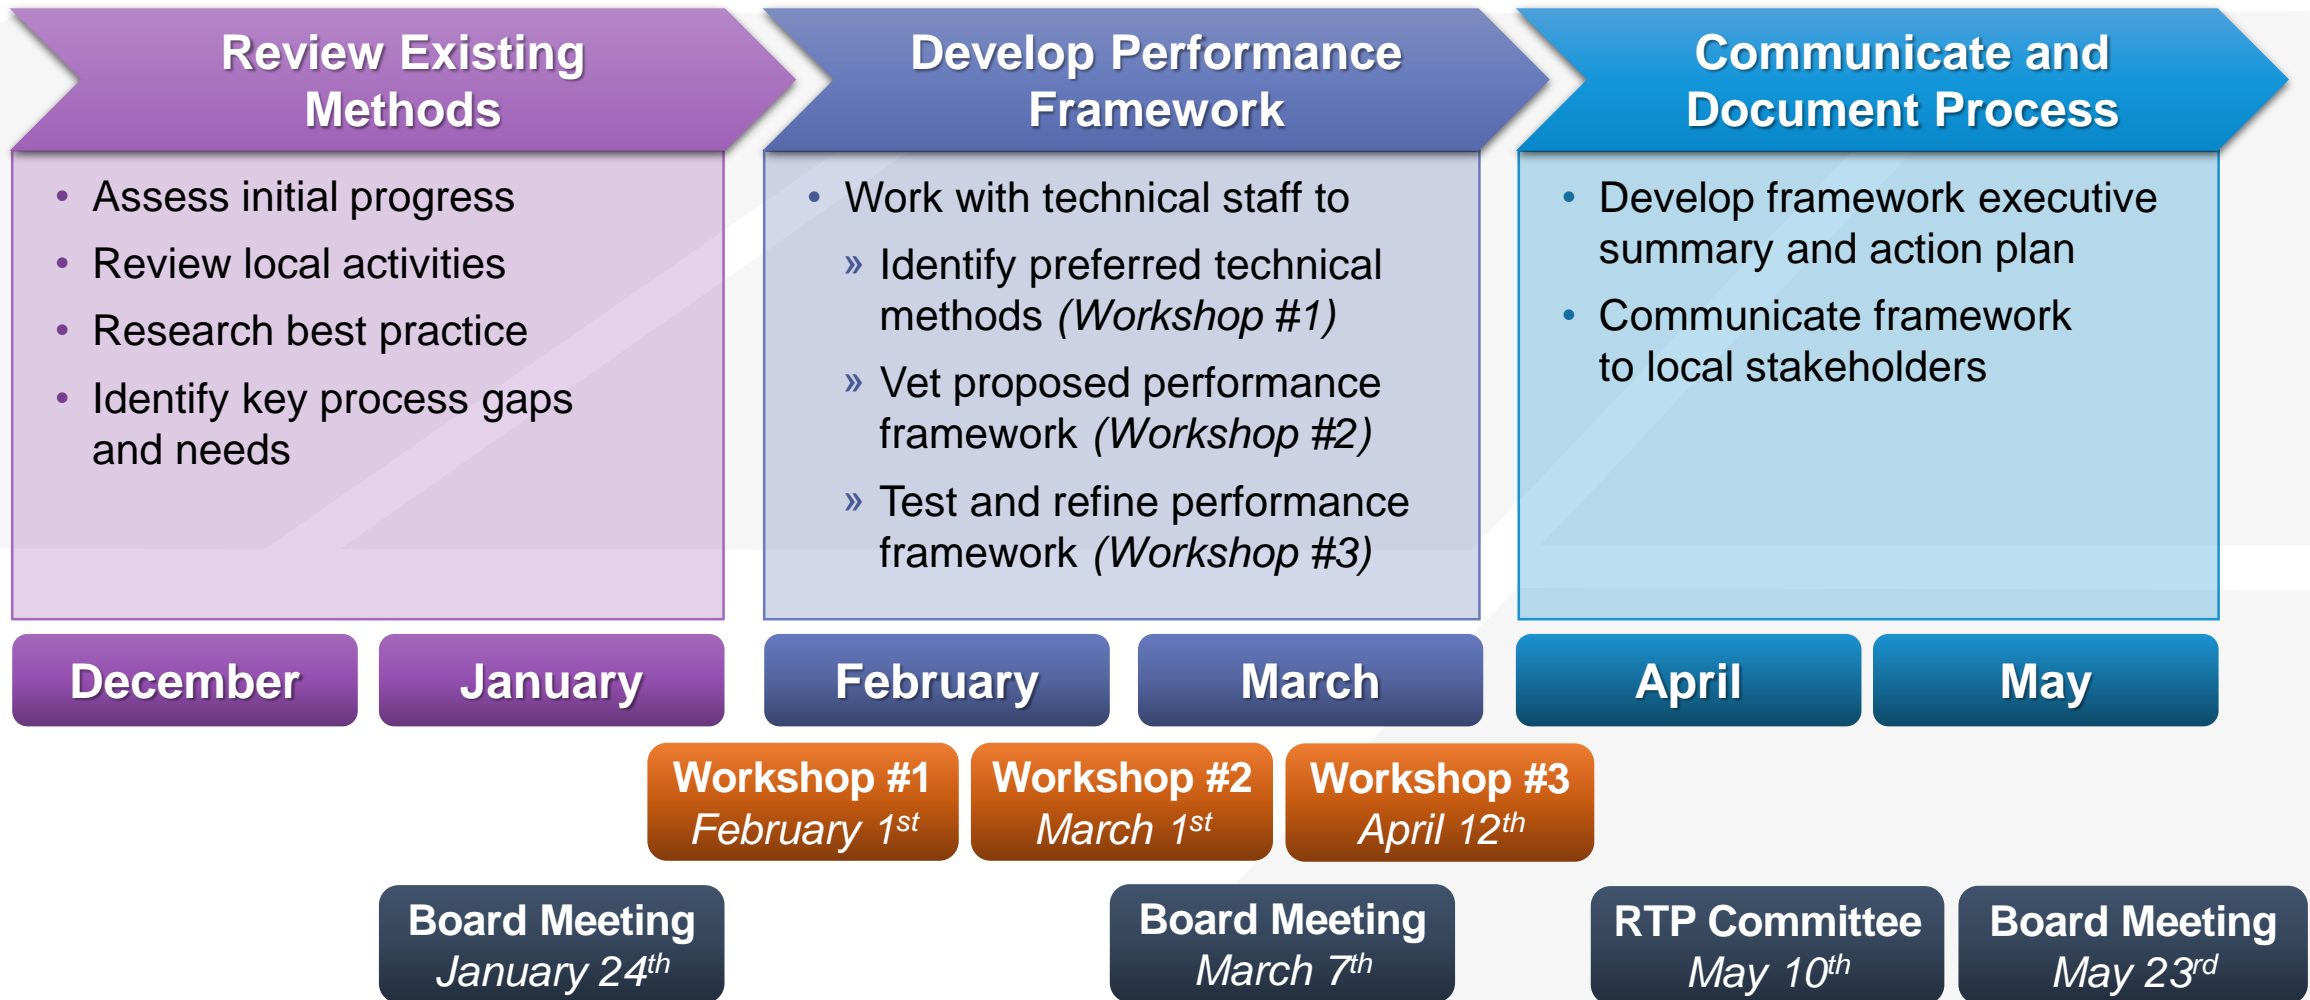 Review Existing
Methods
• Assess initial progress
• Review local activities
• Research best practice
• Identify key process gaps
and needs
Develop Performance
Framework
• Work with technical staff to
» Identify preferred technical
methods (Workshop #1)
» Vet proposed performance
framework (Workshop #2)
» Test and refine performance
framework (Workshop #3)
Communicate and
Document Process
• Develop framework executive
summary and action plan
• Communicate framework
to local stakeholders
December
January
February
March
April
May
Workshop #1
February 1st
Workshop #2
March 1st
Workshop #3
April 12th
Board Meeting
January 24th
Board Meeting
March 7th
RTP Committee
May 10th
Board Meeting
May 23rd